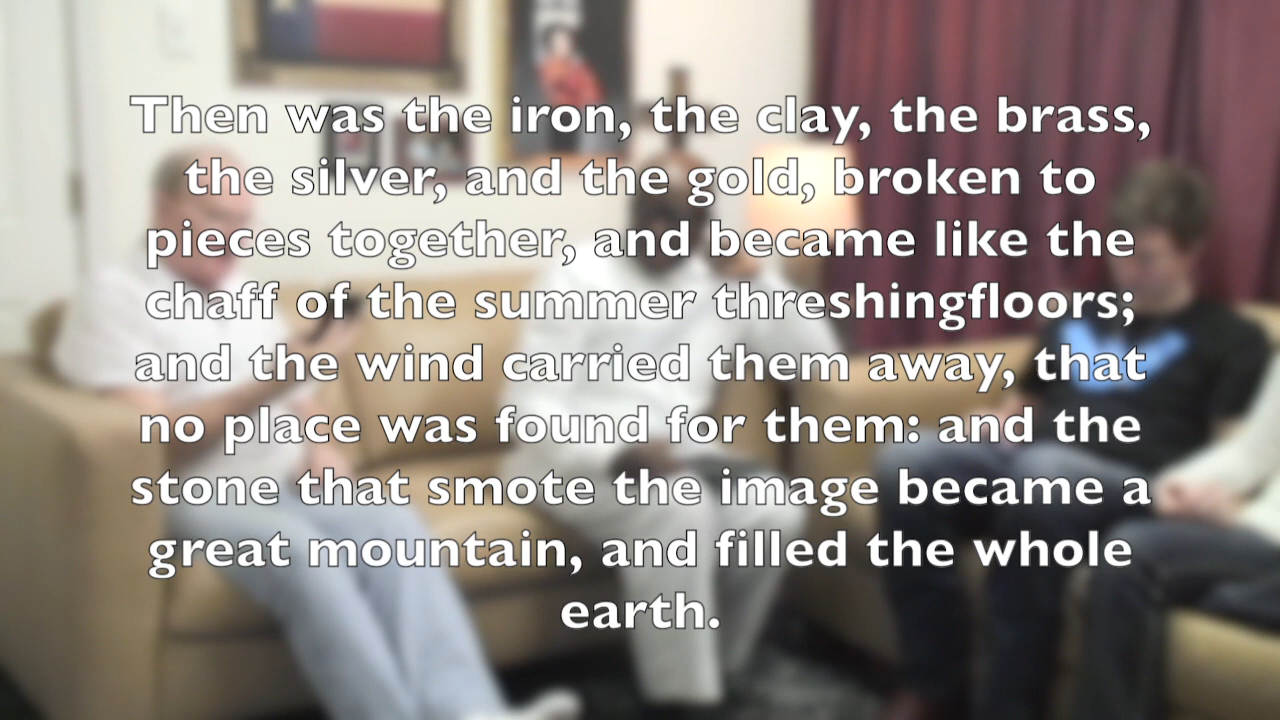 Then was the iron, the clay, the brass,
the silver, and the gold, broken to
pieces together, and became like the
chaff of the summer threshingfloors;
and the wind carried them away, that
no place was found for them: and the
stone that smote the image became a
great mountain, and filled the whole
earth.